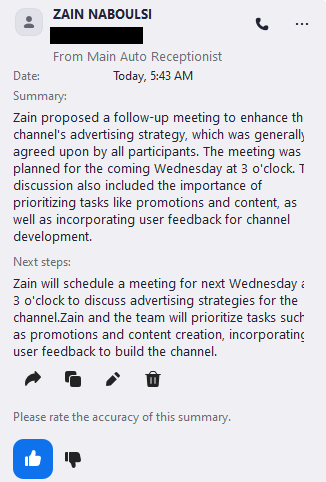 ZAIN NABOULSI
From Main Auto Receptionist
Date: Today, 5:43 AM
Summary:
Zain proposed a follow-up meeting to enhance th
channel's advertising strategy, which was generally
agreed upon by all participants. The meeting was
planned for the coming Wednesday at 3 o'clock. T
discussion also included the importance of
prioritizing tasks like promotions and content, as
well as incorporating user feedback for channel
development.
Next steps:
Zain will schedule a meeting for next Wednesday a
3 o'clock to discuss advertising strategies for the
channel.Zain and the team will prioritize tasks such
as promotions and content creation, incorporating
user feedback to build the channel.
Please rate the accuracy of this summary.